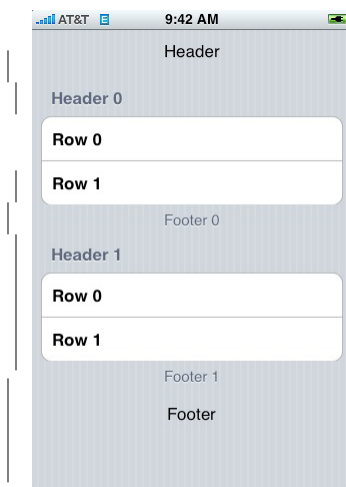 AT&T E 9:42 AM
Header
Header 0
Row 0
Row 1
Footer 0
Header 1
Row 0
Row 1
Footer 1
Footer